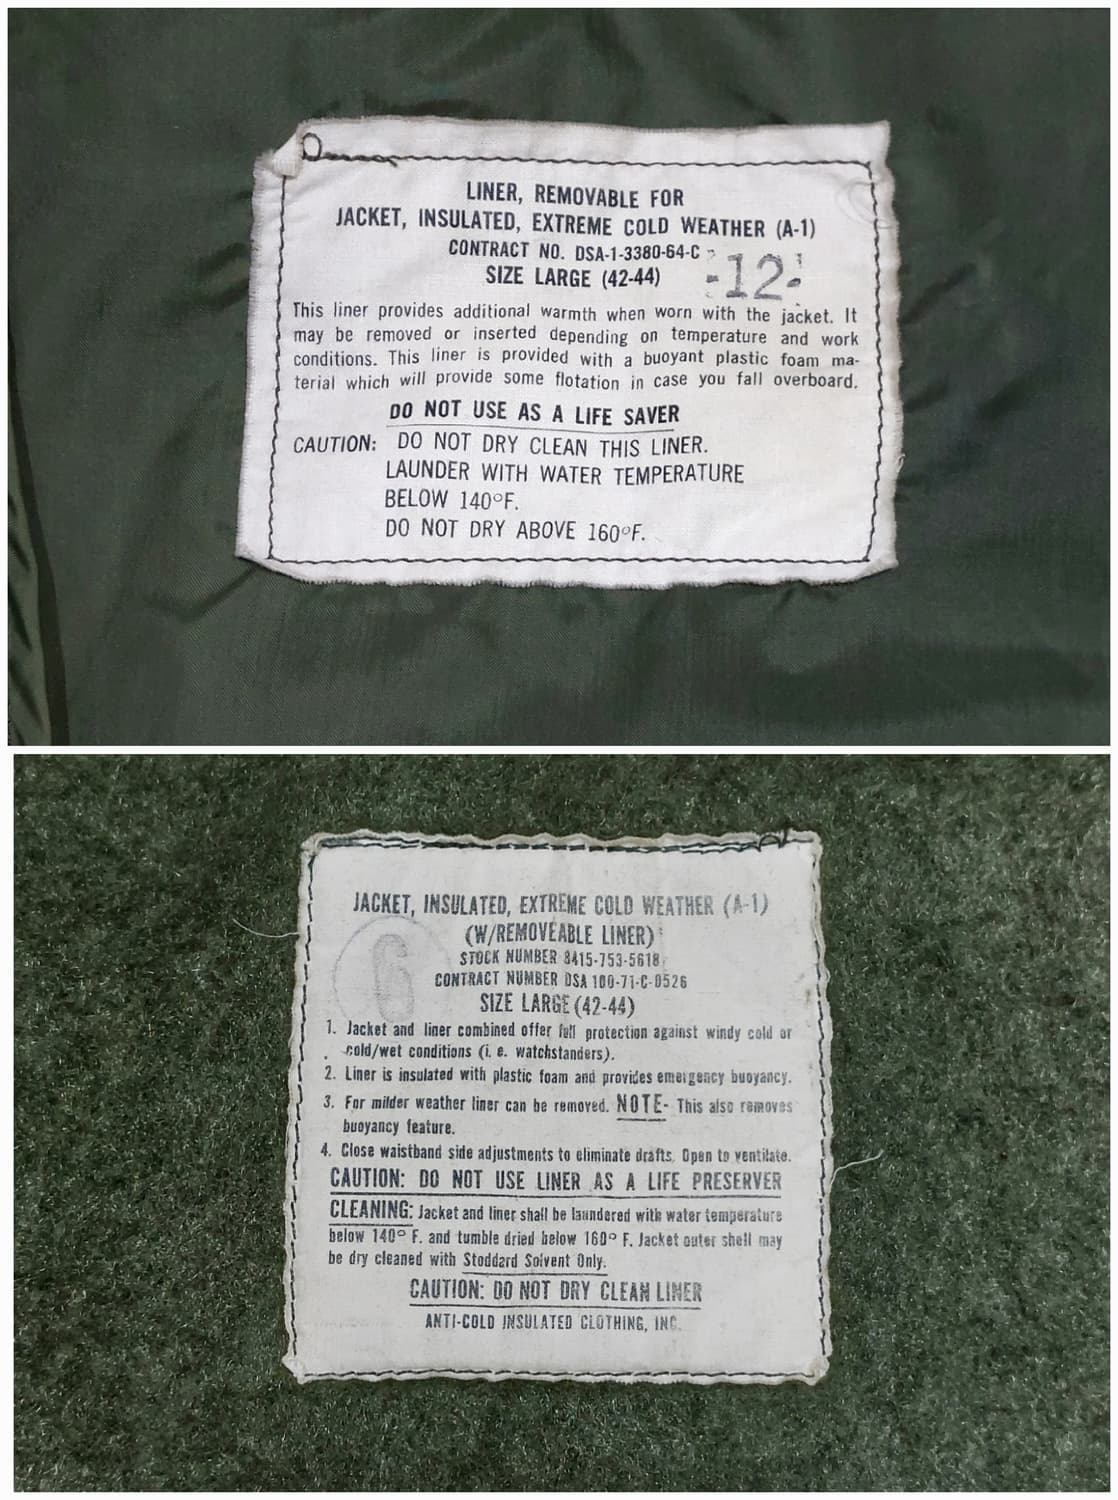 LINER, REMOVABLE FOR
JACKET, INSULATED, EXTREME COLD WEATHER (A-1)
CONTRACT NO. DSA-1-3380-64-C
-12-
SIZE LARGE (42-44)
This liner provides additional warmth when worn with the jacket. It
may be removed or inserted depending on temperature and work
conditions. This liner is provided with a buoyant plastic foam ma-
terial which will provide some flotation in case you fall overboard.
DO NOT USE AS A LIFE SAVER
CAUTION: DO NOT DRY CLEAN THIS LINER.
LAUNDER WITH WATER TEMPERATURE
BELOW 140°F.
DO NOT DRY ABOVE 160°F.
JACKET, INSULATED, EXTREME COLD WEATHER (A-1)
(W/REMOVEABLE LINER)
6
STOCK NUMBER 8415-753-5618
CONTRACT NUMBER DSA 100-71-C-0526
SIZE LARGE (42-44)
1. Jacket and liner combined offer full protection against windy cold or
cold/wet conditions (i. e. watchstanders).
2. Liner is insulated with plastic foam and provides emergency buoyancy.
3. For milder weather liner can be removed. NOTE- This also removes
buoyancy feature.
4. Close waistband side adjustments to eliminate drafts. Open to ventilate.
CAUTION: DO NOT USE LINER AS A LIFE PRESERVER
CLEANING: Jacket and liner shall be laundered with water temperature
below 140° F. and tumble dried below 160° F. Jacket outer shell may
be dry cleaned with Stoddard Solvent Only.
CAUTION: DO NOT DRY CLEAN LINER
ANTI-COLD INSULATED CLOTHING, INC.